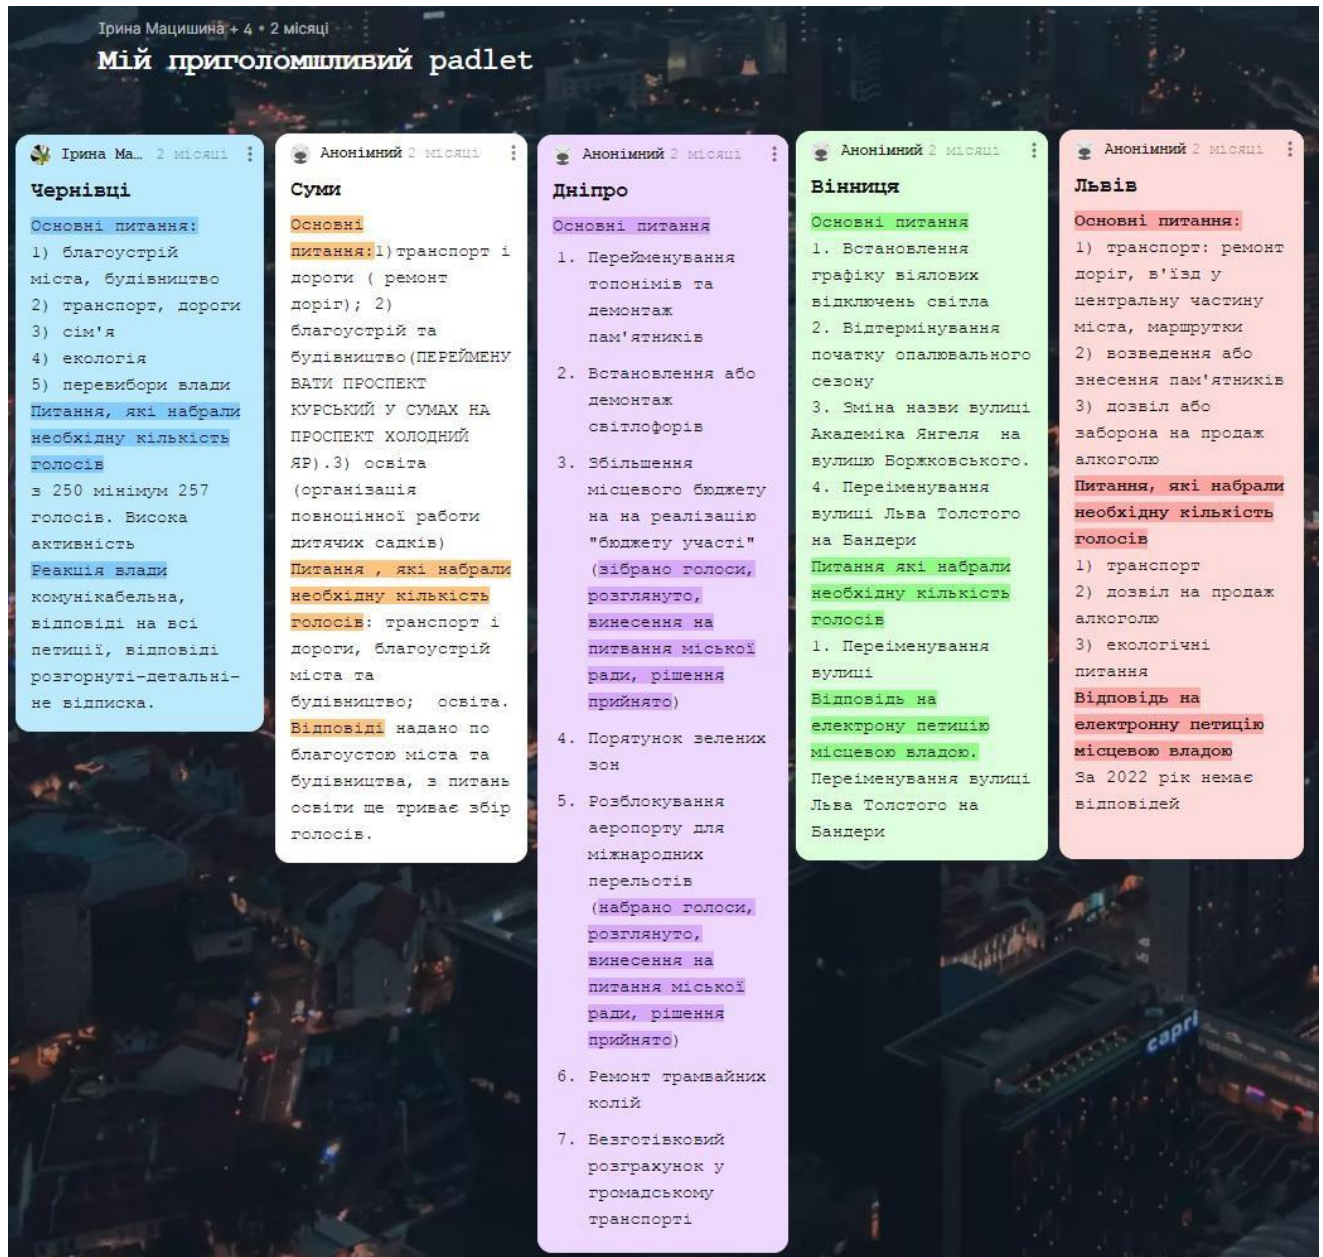 Ірина Мацишина + 4 • 2 місяці
Мій приголомшливий padlet
Ірина Ма… 2 місяці
Чернівці
Основні питання:
1) благоустрій
міста, будівництво
2) транспорт, дороги
3) сім'я
4) екологія
5) перевибори влади
Питання, які набрали
необхідну кількість
голосів
з 250 мінімум 257
голосів. Висока
активність
Реакція влади
комунікабельна,
відповіді на всі
петиції, відповіді
розгорнуті-детальні-
не відписка.
Анонімний 2 місяці
Суми
Основні
питання:1)транспорт і
дороги ( ремонт
доріг); 2)
благоустрій та
будівництво(ПЕРЕЙМЕНУ
ВАТИ ПРОСПЕКТ
КУРСЬКИЙ У СУМАХ НА
ПРОСПЕКТ ХОЛОДНИЙ
ЯР).3) освіта
(організація
повноцінної работи
дитячих садків)
Питання , які набрали
необхідну кількість
голосів: транспорт і
дороги, благоустрій
міста та
будівництво;  освіта.
Відповіді надано по
благоустою міста та
будівництва, з питань
освіти ще триває збір
голосів.
Анонімний 2 місяці
Дніпро
Основні питання
1. Перейменування
топонімів та
демонтаж
пам'ятників
2. Встановлення або
демонтаж
світлофорів
3. Збільшення
місцевого бюджету
на на реалізацію
"бюджету участі"
(зібрано голоси,
розглянуто,
винесення на
питвання міської
ради, рішення
прийнято)
4. Порятунок зелених
зон
5. Розблокування
аеропорту для
міжнародних
перельотів
(набрано голоси,
розглянуто,
винесення на
питання міської
ради, рішення
прийнято)
6. Ремонт трамвайних
колій
7. Безготівковий
розграхунок у
громадському
транспорті
Анонімний 2 місяці
Вінниця
Основні питання
1. Встановлення
графіку віялових
відключень світла
2. Відтермінування
початку опалювального
сезону
3. Зміна назви вулиці
Академіка Янгеля  на
вулицю Боржковського.
4. Переіменування
вулиці Льва Толстого
на Бандери
Питання які набрали
необхідну кількість
голосів
1. Переіменування
вулиці
Відповідь на
електрону петицію
місцевою владою.
Переіменування вулиці
Льва Толстого на
Бандери
Анонімний 2 місяці
Львів
Основні питання:
1) транспорт: ремонт
доріг, в'їзд у
центральну частину
міста, маршрутки
2) возведення або
знесення пам'ятників
3) дозвіл або
заборона на продаж
алкоголю
Питання, які набрали
необхідну кількість
голосів
1) транспорт
2) дозвіл на продаж
алкоголю
3) екологічні
питання
Відповідь на
електронну петицію
місцевою владою
За 2022 рік немає
відповідей
capri